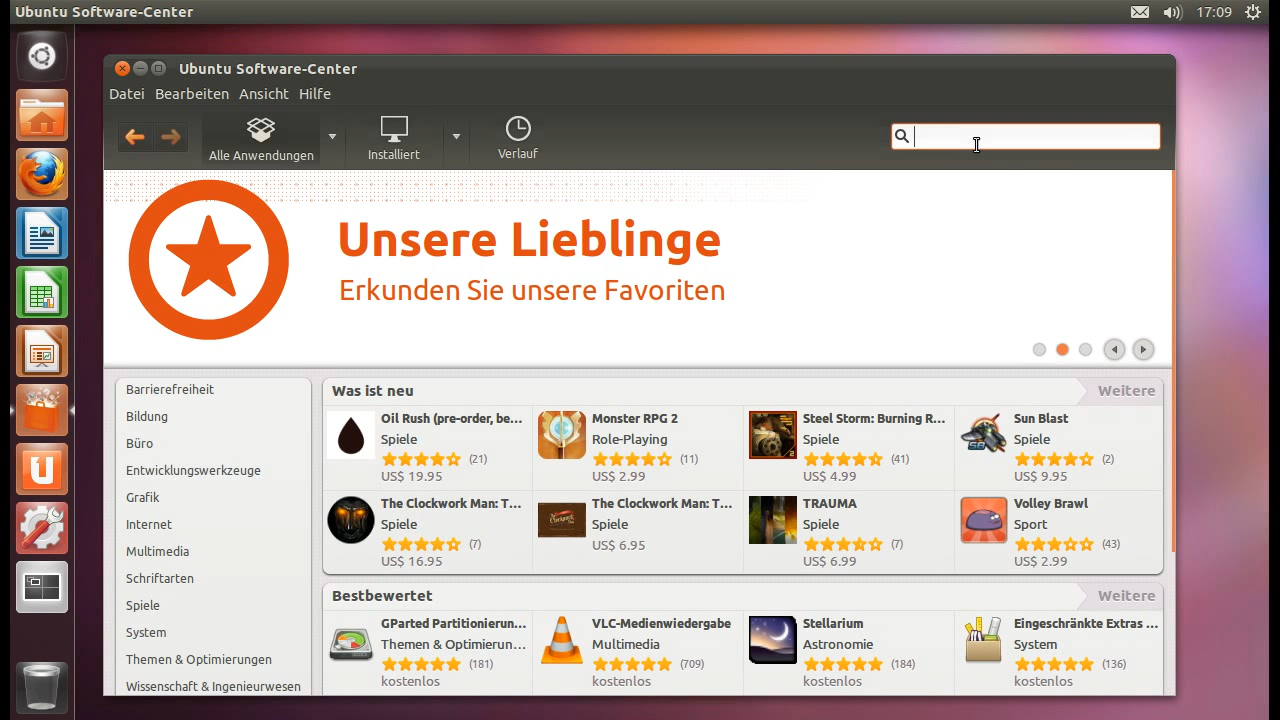 Ubuntu Software-Center
17:09
Ubuntu Software-Center
Datei Bearbeiten Ansicht Hilfe
Alle Anwendungen
Installiert
Verlauf
Unsere Lieblinge
Erkunden Sie unsere Favoriten
Barrierefreiheit
Bildung
Büro
Entwicklungswerkzeuge
Grafik
Internet
Multimedia
Schriftarten
Spiele
System
Themen & Optimierungen
Wissenschaft & Ingenieurwesen
Was ist neu
Weitere
Oil Rush (pre-order, be...
Spiele
(21)
US$ 19.95
Monster RPG 2
Role-Playing
(11)
US$ 2.99
Steel Storm: Burning R...
Spiele
(41)
US$ 4.99
Sun Blast
Spiele
(2)
US$ 9.95
The Clockwork Man: T...
Spiele
(7)
US$ 16.95
The Clockwork Man: T...
Spiele
US$ 6.95
TRAUMA
Spiele
(7)
US$ 6.99
Volley Brawl
Sport
(43)
US$ 2.99
Bestbewertet
Weitere
GParted Partitionierun...
Themen & Optimierun...
(181)
kostenlos
VLC-Medienwiedergabe
Multimedia
(709)
kostenlos
Stellarium
Astronomie
(184)
kostenlos
Eingeschränkte Extras ...
System
(136)
kostenlos